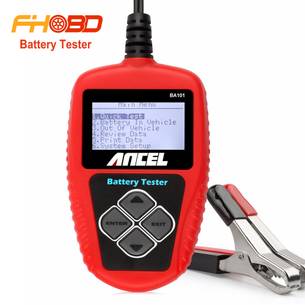 FHOBD
Battery Tester
BA101
Main Menu
1.Quick Test
2.Battery In Vehicle
3.Out Of Vehicle
4.Review Data
5.Print Data
6.System Setup
ANCEL
Battery Tester
ENTER
EXIT